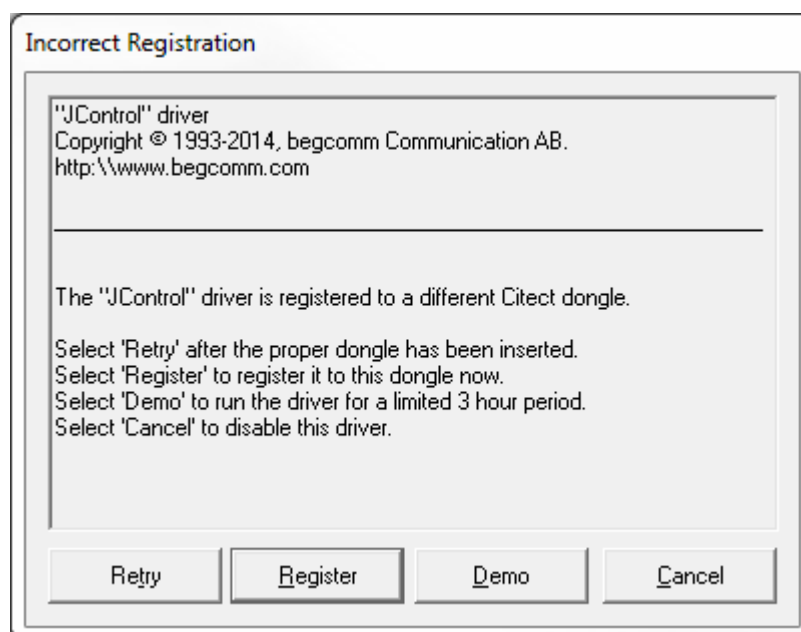 Incorrect Registration
"JControl" driver
Copyright © 1993-2014, begcomm Communication AB.
http:\\www.begcomm.com
The "JControl" driver is registered to a different Citect dongle.
Select 'Retry' after the proper dongle has been inserted.
Select 'Register' to register it to this dongle now.
Select 'Demo' to run the driver for a limited 3 hour period.
Select 'Cancel' to disable this driver.
Retry Register Demo Cancel